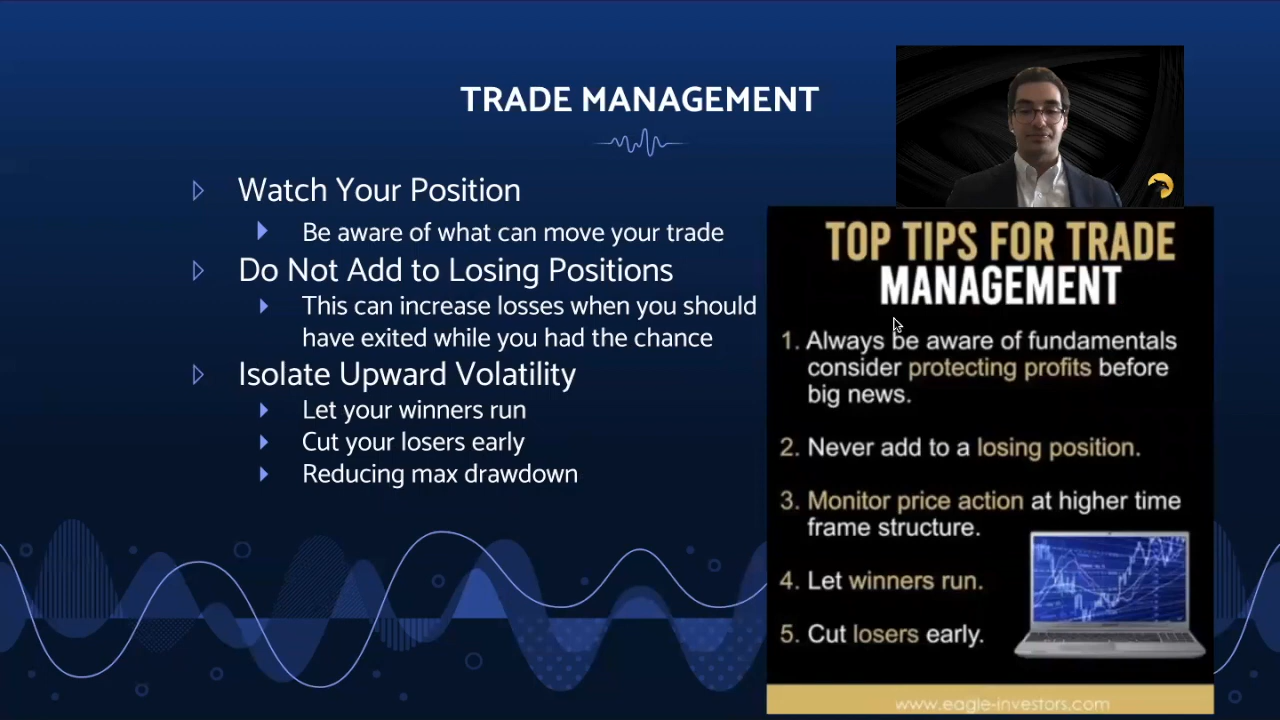 TRADE MANAGEMENT
Watch Your Position
Be aware of what can move your trade
Do Not Add to Losing Positions
This can increase losses when you should
have exited while you had the chance
Isolate Upward Volatility
Let your winners run
Cut your losers early
Reducing max drawdown
TOP TIPS FOR TRADE
MANAGEMENT
1. Always be aware of fundamentals
consider protecting profits before
big news.
2. Never add to a losing position.
3. Monitor price action at higher time
frame structure.
4. Let winners run.
5. Cut losers early.
www.eagle-investors.com